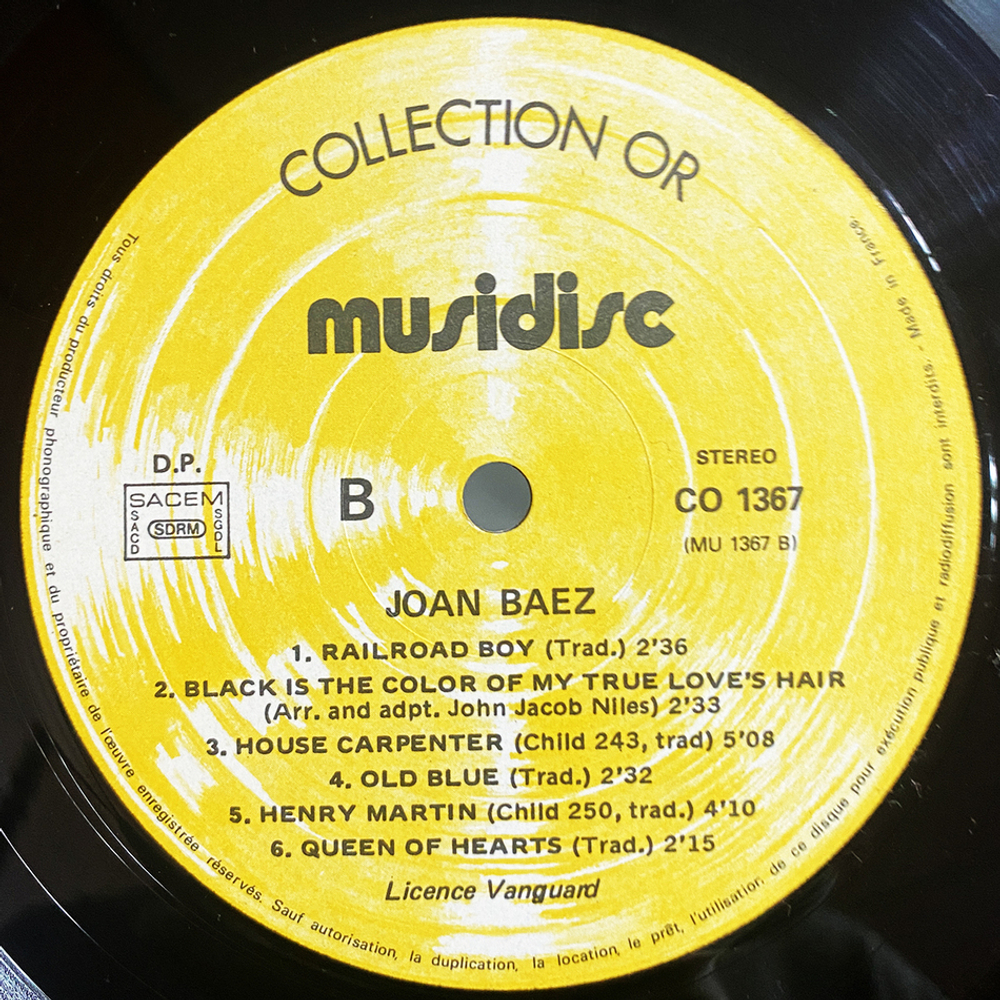 COLLECTION OR
musidisc
D.P.
SACEM
SACD
SDRM
SGDL
B
STEREO
CO 1367
(MU 1367 B)
JOAN BAEZ
1. RAILROAD BOY (Trad.) 2'36
2. BLACK IS THE COLOR OF MY TRUE LOVE'S HAIR
(Arr. and adpt. John Jacob Niles) 2'33
3. HOUSE CARPENTER (Child 243, trad) 5'08
4. OLD BLUE (Trad.) 2'32
5. HENRY MARTIN (Child 250, trad.) 4'10
6. QUEEN OF HEARTS (Trad.) 2'15
Licence Vanguard
Tous droits du producteur phonographique et du propriétaire de l'œuvre enregistrée réservés. Sauf autorisation, la duplication, la location, le prêt, l'utilisation de ce disque pour exécution publique et radiodiffusion sont interdits. - Made in France.